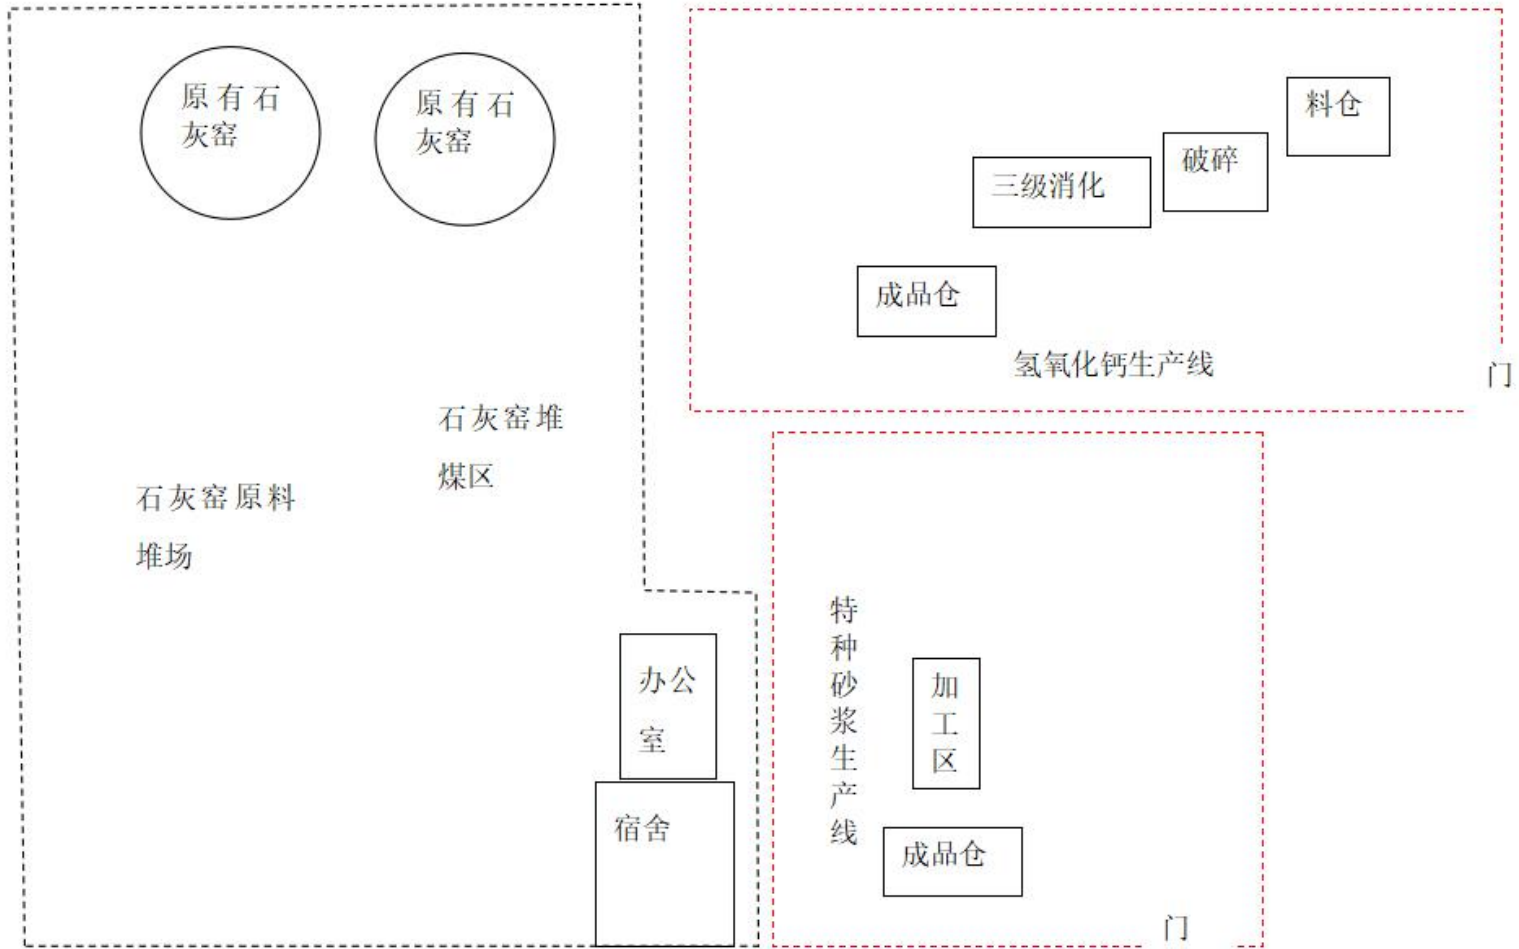 原有石
灰窑
原有石
灰窑
料仓
破碎
三级消化
成品仓
氢氧化钙生产线
门
石灰窑堆
煤区
石灰窑原料
堆场
办公
室
宿舍
特种砂浆生产线
加工区
成品仓
门